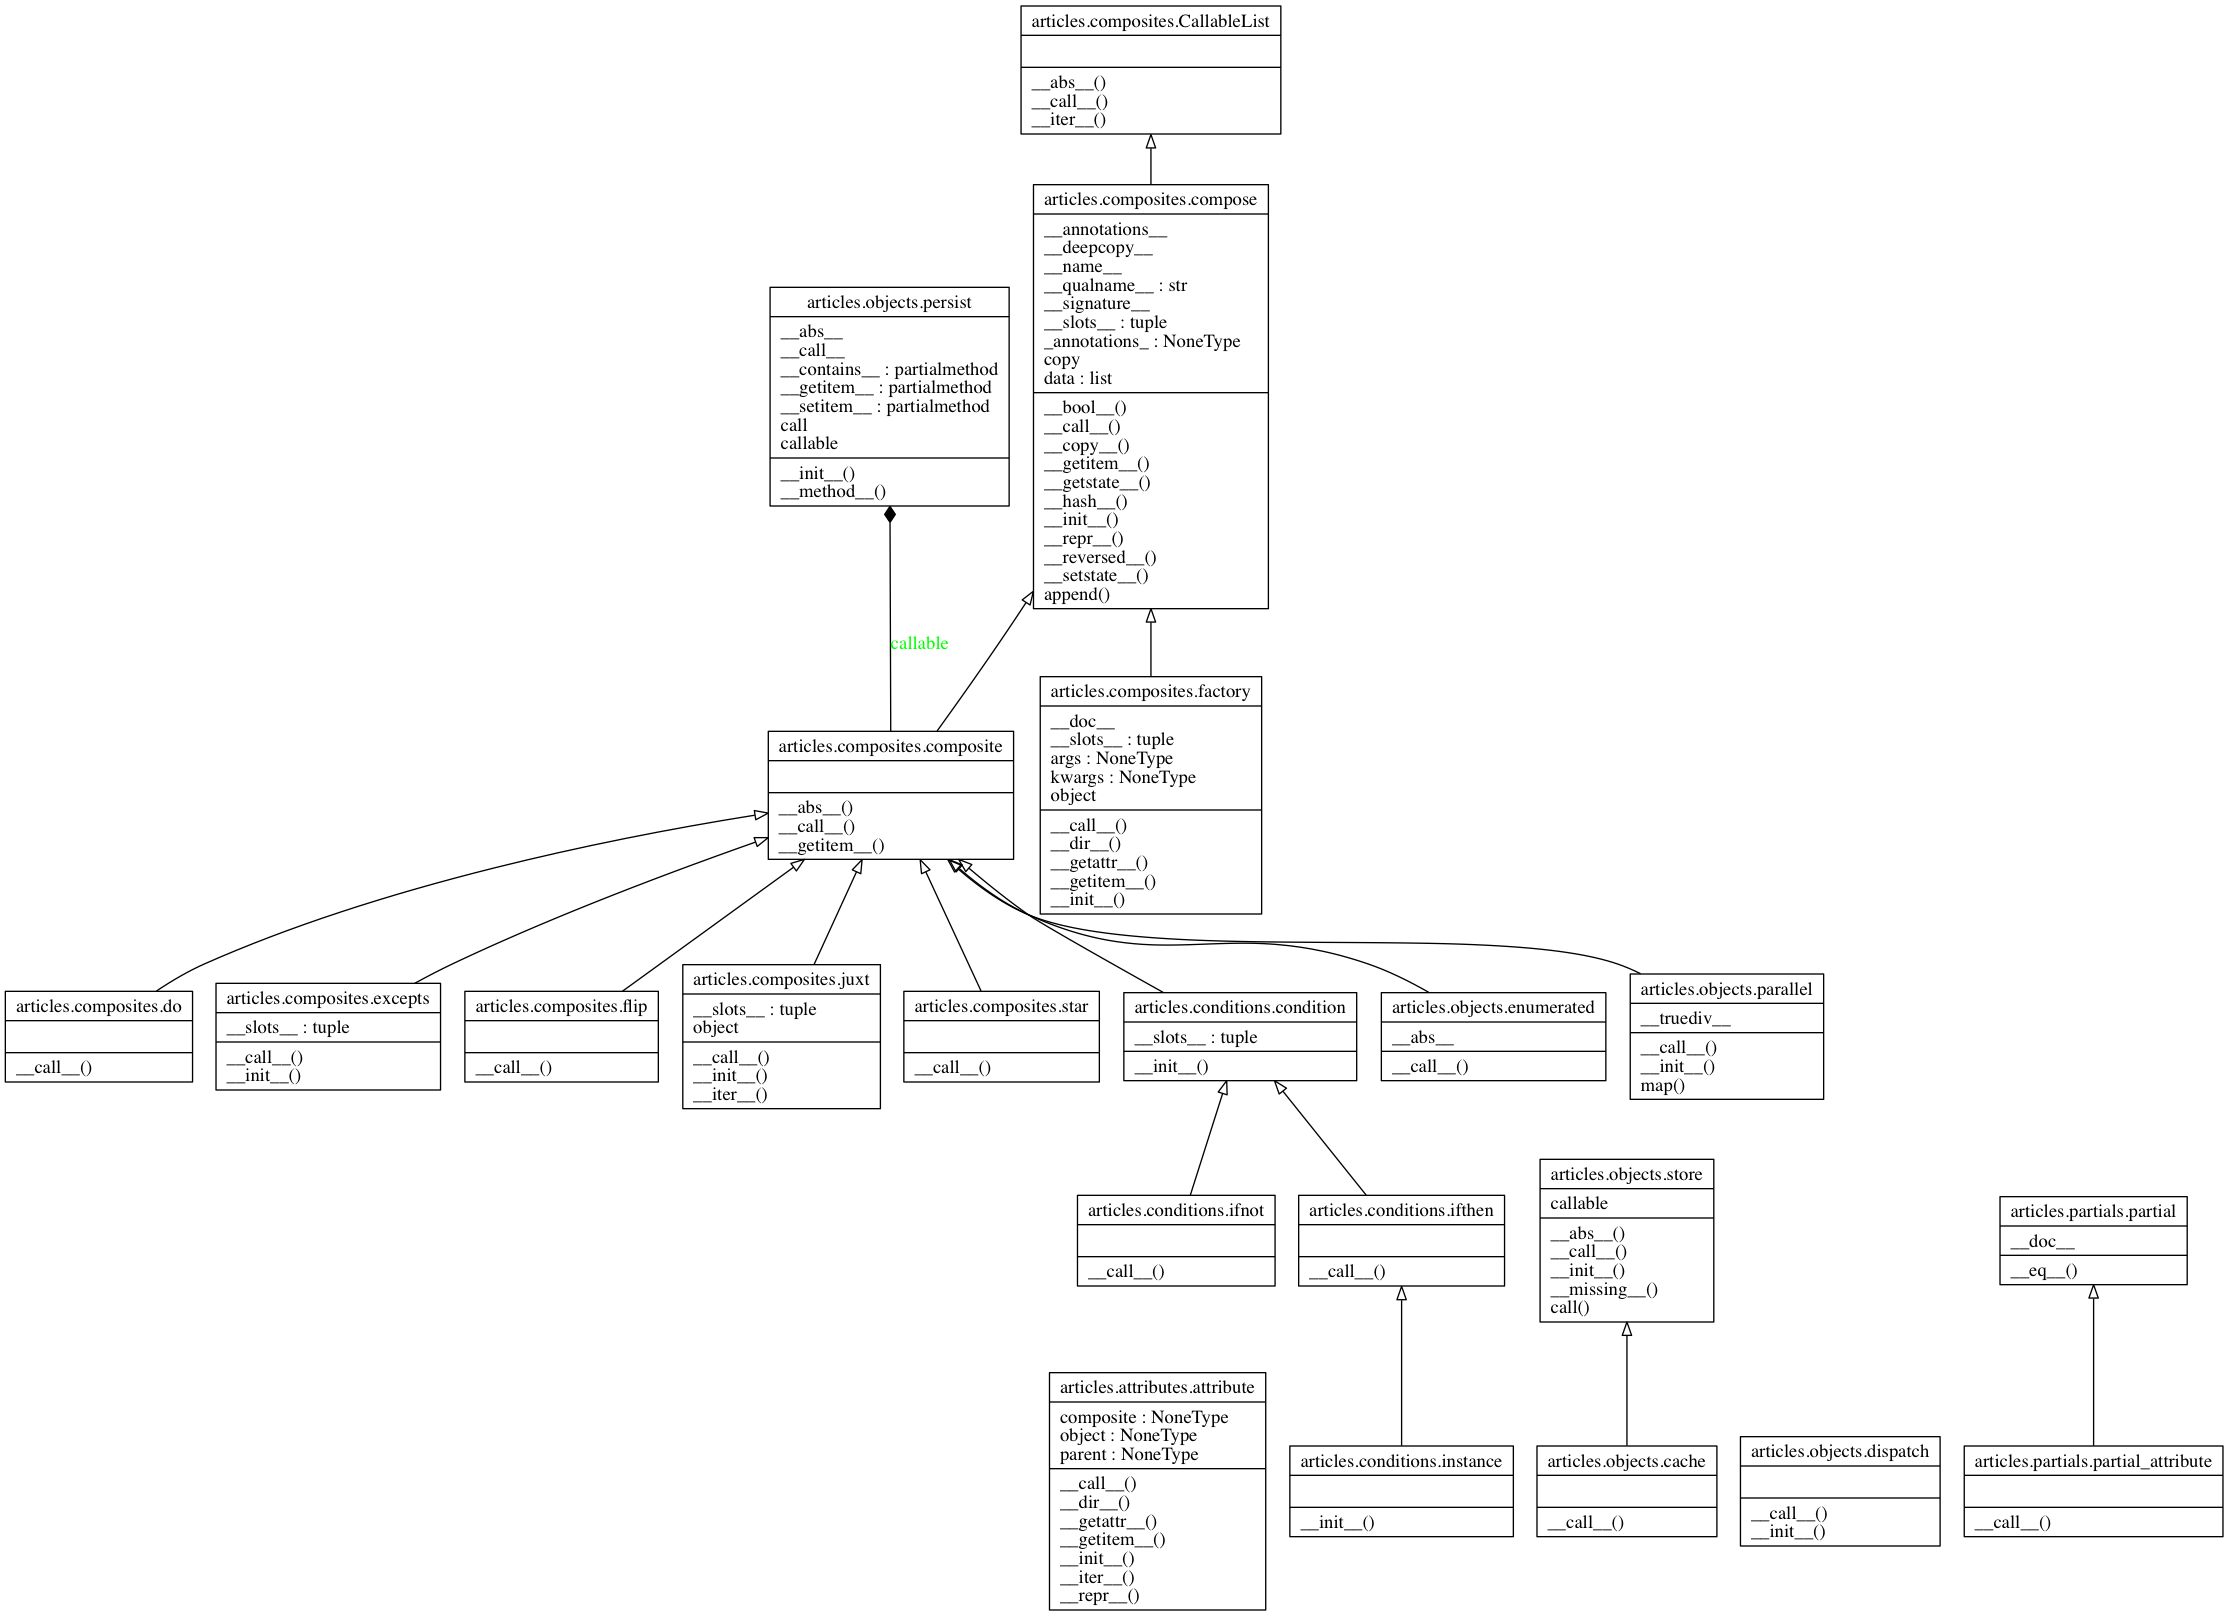 articles.composites.CallableList
__abs__()
__call__()
__iter__()
articles.composites.compose
__annotations__
__deepcopy__
__name__
__qualname__ : str
__signature__
__slots__ : tuple
_annotations_ : NoneType
copy
data : list
__bool__()
__call__()
__copy__()
__getitem__()
__getstate__()
__hash__()
__init__()
__repr__()
__reversed__()
__setstate__()
append()
articles.objects.persist
__abs__
__call__
__contains__ : partialmethod
__getitem__ : partialmethod
__setitem__ : partialmethod
call
callable
__init__()
__method__()
callable
articles.composites.factory
__doc__
__slots__ : tuple
args : NoneType
kwargs : NoneType
object
__call__()
__dir__()
__getattr__()
__getitem__()
__init__()
articles.composites.composite
__abs__()
__call__()
__getitem__()
articles.composites.do
__call__()
articles.composites.excepts
__slots__ : tuple
__call__()
__init__()
articles.composites.flip
__call__()
articles.composites.juxt
__slots__ : tuple
object
__call__()
__init__()
__iter__()
articles.composites.star
__call__()
articles.conditions.condition
__slots__ : tuple
__init__()
articles.objects.enumerated
__abs__
__call__()
articles.objects.parallel
__truediv__
__call__()
__init__()
map()
articles.conditions.ifnot
__call__()
articles.conditions.ifthen
__call__()
articles.objects.store
callable
__abs__()
__call__()
__init__()
__missing__()
call()
articles.partials.partial
__doc__
__eq__()
articles.attributes.attribute
composite : NoneType
object : NoneType
parent : NoneType
__call__()
__dir__()
__getattr__()
__getitem__()
__init__()
__iter__()
__repr__()
articles.conditions.instance
__init__()
articles.objects.cache
__call__()
articles.objects.dispatch
__call__()
__init__()
articles.partials.partial_attribute
__call__()